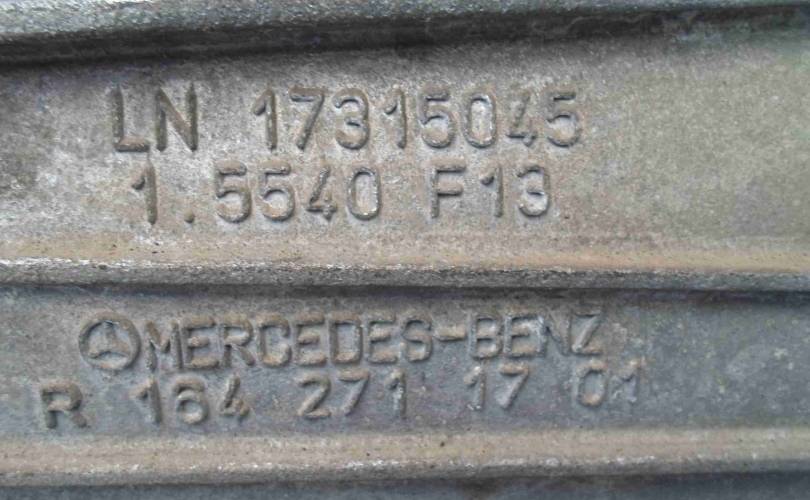 LN 17315045
1.5540 F13
MERCEDES-BENZ
R 164 271 17 01